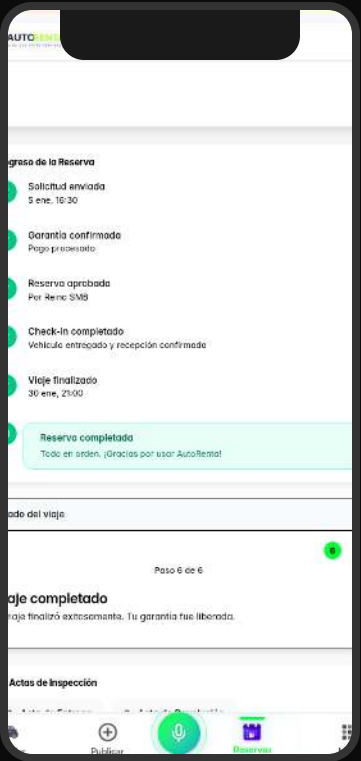 AUTORENTA
greso de la Reserva
Solicitud enviada
5 ene, 16:30
Garantía confirmada
Pago procesado
Reserva aprobada
Por Reino SMB
Check-in completado
Vehículo entregado y recepción confirmada
Viaje finalizado
30 ene, 21:00
Reserva completada
Todo en orden. ¡Gracias por usar AutoRenta!
ado del viaje
6
Paso 6 de 6
aje completado
iaje finalizó exitosamente. Tu garantía fue liberada.
Actas de Inspección
Publicar
Reservas